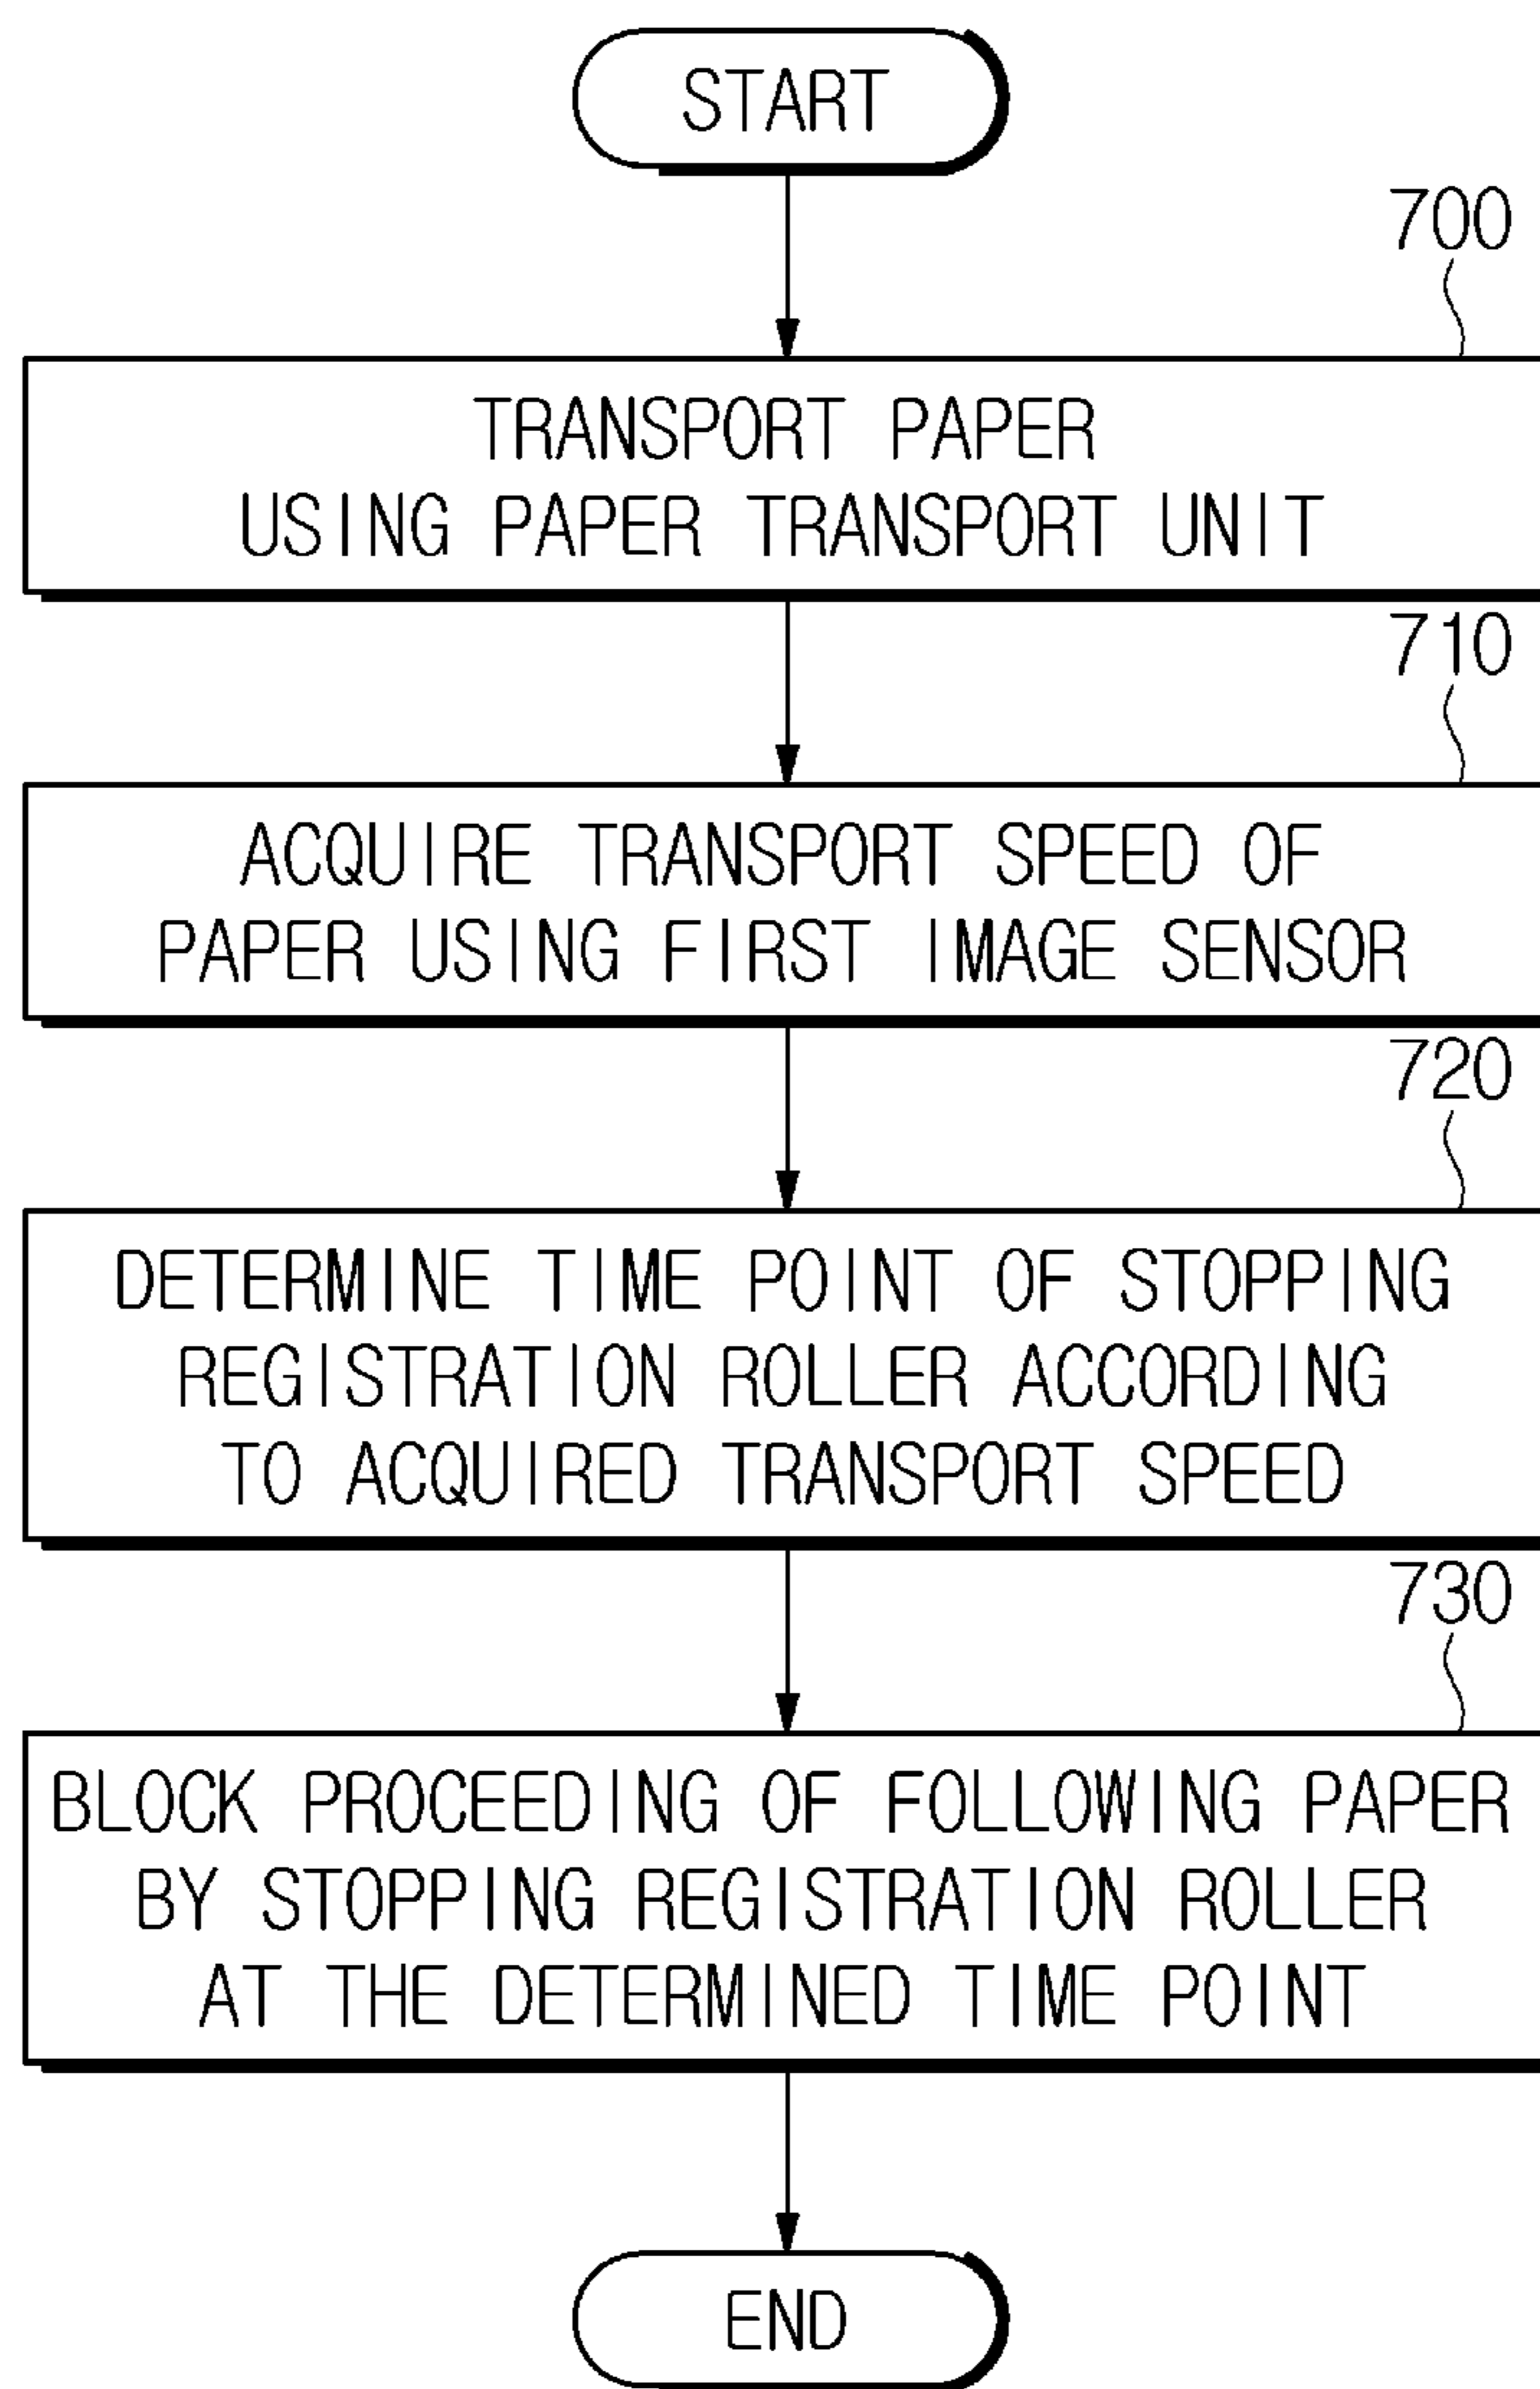 START
700
TRANSPORT PAPER
USING PAPER TRANSPORT UNIT
710
ACQUIRE TRANSPORT SPEED OF
PAPER USING FIRST IMAGE SENSOR
720
DETERMINE TIME POINT OF STOPPING
REGISTRATION ROLLER ACCORDING
TO ACQUIRED TRANSPORT SPEED
730
BLOCK PROCEEDING OF FOLLOWING PAPER
BY STOPPING REGISTRATION ROLLER
AT THE DETERMINED TIME POINT
END